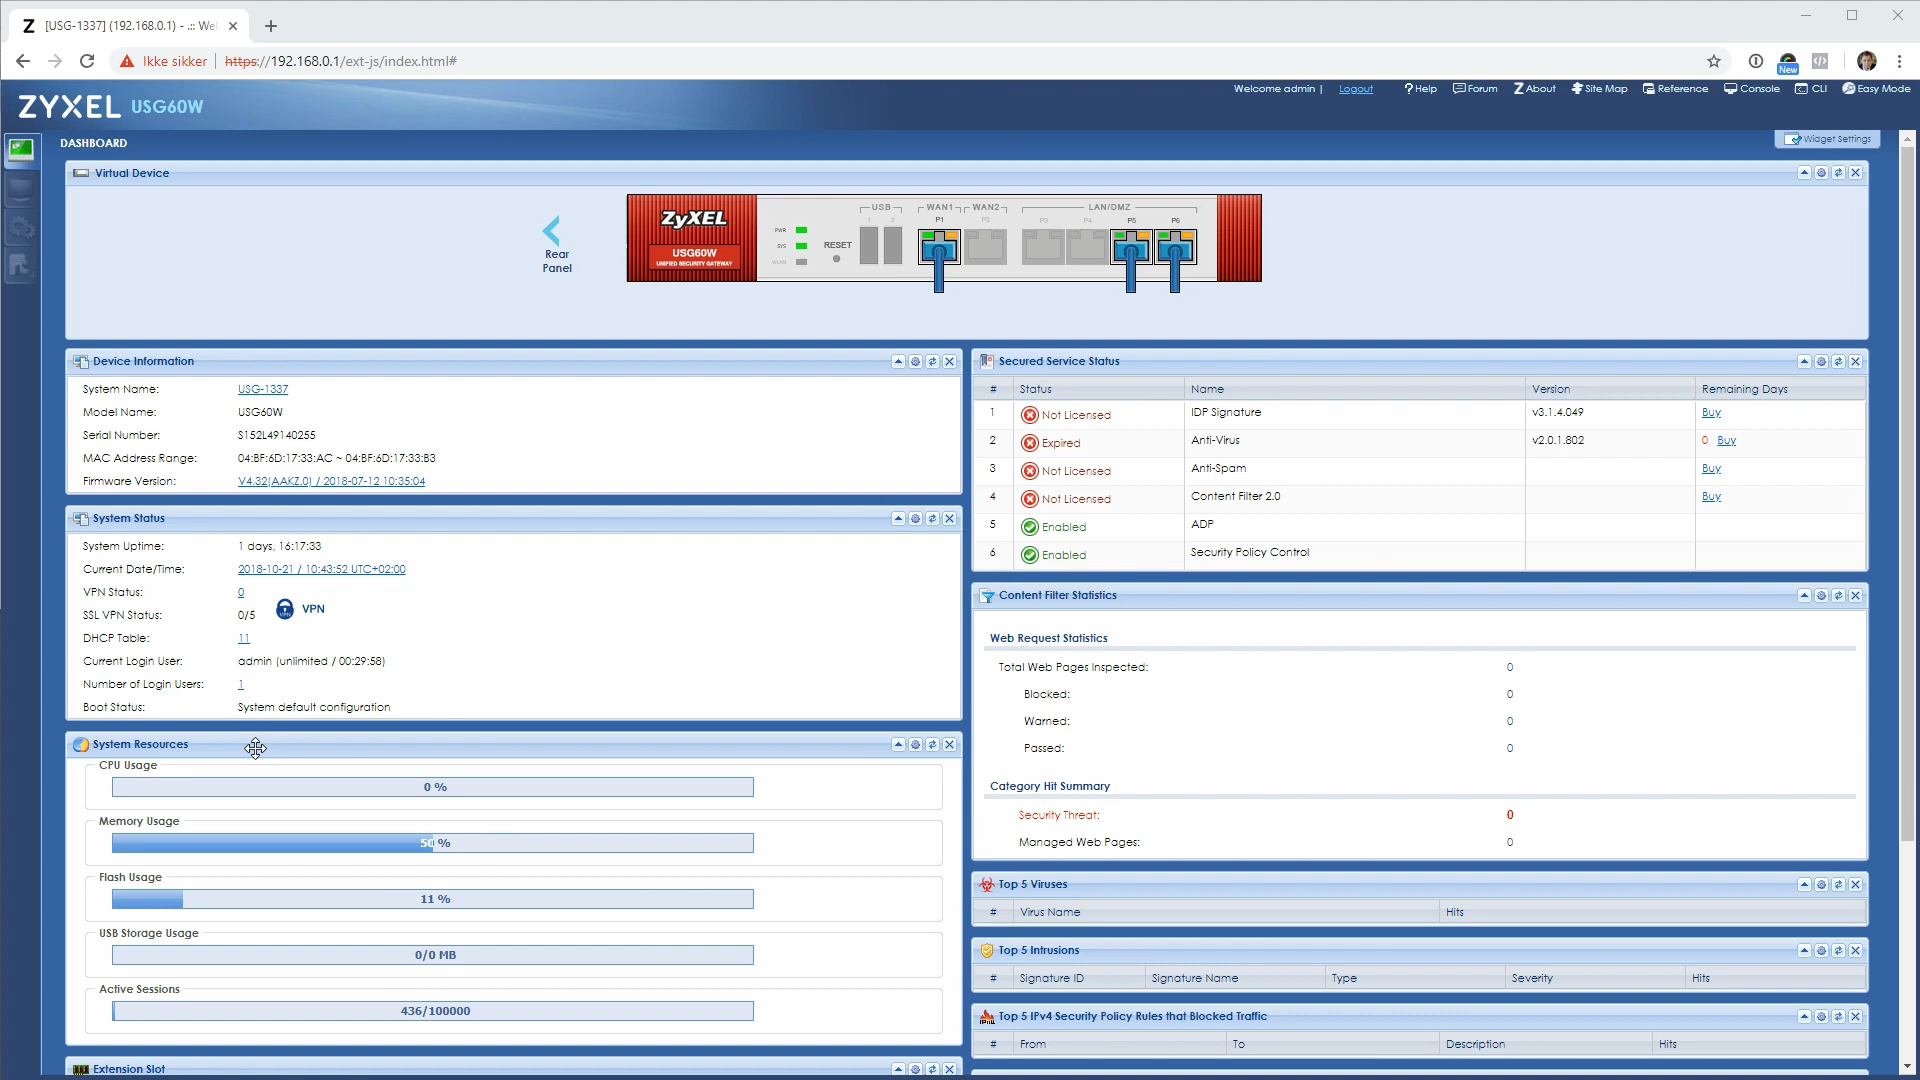 [USG-1337] (192.168.0.1) - .:: We
Ikke sikker
https://192.168.0.1/ext-js/index.html#
New
ZYXEL USG60W
Welcome admin | Logout ?Help Forum About Site Map Reference Console CLI Easy Mode
DASHBOARD
Widget Settings
Virtual Device
Rear
Panel
ZyXEL
USG60W
UNIFIED SECURITY GATEWAY
PWR
SYS
WLAN
RESET
USB
1 2
WAN1 WAN2
P1 P2
LAN/DMZ
P3 P4 P5 P6
Device Information
System Name: USG-1337
Model Name: USG60W
Serial Number: S152L49140255
MAC Address Range: 04:BF:6D:17:33:AC ~ 04:BF:6D:17:33:B3
Firmware Version: V4.32(AAKZ.0) / 2018-07-12 10:35:04
System Status
System Uptime: 1 days, 16:17:33
Current Date/Time: 2018-10-21 / 10:43:52 UTC+02:00
VPN Status: 0
SSL VPN Status: 0/5 VPN
DHCP Table: 11
Current Login User: admin (unlimited / 00:29:58)
Number of Login Users: 1
Boot Status: System default configuration
System Resources
CPU Usage
0 %
Memory Usage
50 %
Flash Usage
11 %
USB Storage Usage
0/0 MB
Active Sessions
436/100000
Extension Slot
Secured Service Status
# Status Name Version Remaining Days
1 Not Licensed IDP Signature v3.1.4.049 Buy
2 Expired Anti-Virus v2.0.1.802 0 Buy
3 Not Licensed Anti-Spam Buy
4 Not Licensed Content Filter 2.0 Buy
5 Enabled ADP
6 Enabled Security Policy Control
Content Filter Statistics
Web Request Statistics
Total Web Pages Inspected: 0
Blocked: 0
Warned: 0
Passed: 0
Category Hit Summary
Security Threat: 0
Managed Web Pages: 0
Top 5 Viruses
# Virus Name Hits
Top 5 Intrusions
# Signature ID Signature Name Type Severity Hits
Top 5 IPv4 Security Policy Rules that Blocked Traffic
# From To Description Hits